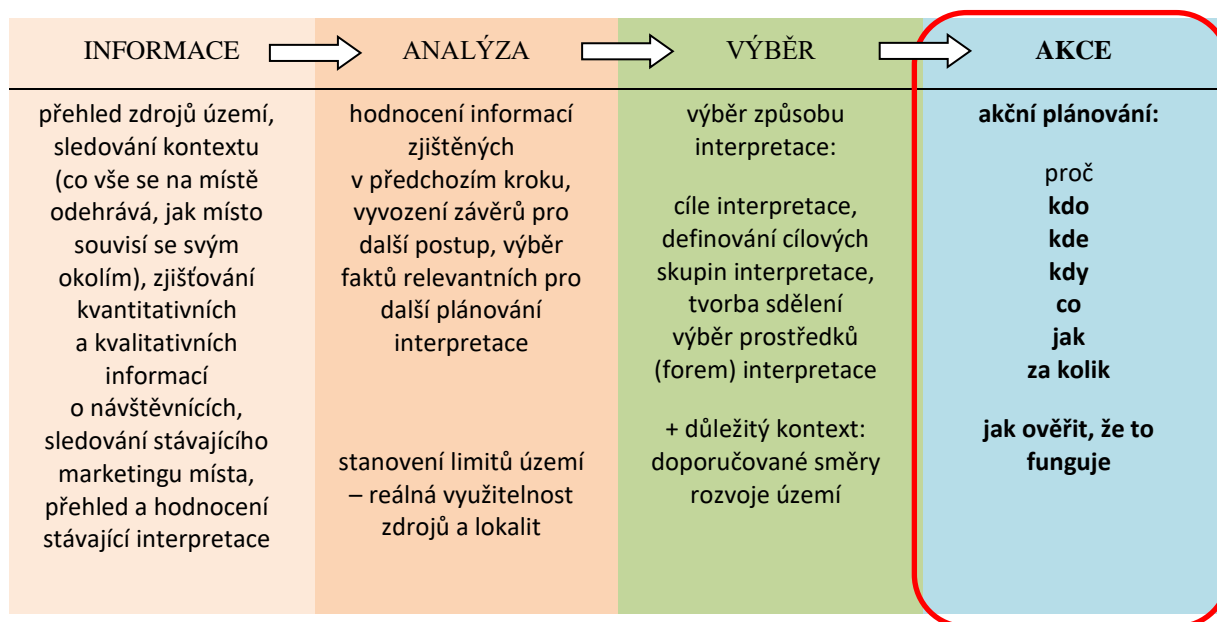 INFORMACE
ANALÝZA
VÝBĚR
AKCE
přehled zdrojů území,
sledování kontextu
(co vše se na místě
odehrává, jak místo
souvisí se svým
okolím), zjišťování
kvantitativních
a kvalitativních
informací
o návštěvnících,
sledování stávajícího
marketingu místa,
přehled a hodnocení
stávající interpretace
hodnocení informací
zjištěných
v předchozím kroku,
vyvození závěrů pro
další postup, výběr
faktů relevantních pro
další plánování
interpretace
stanovení limitů území
– reálná využitelnost
zdrojů a lokalit
výběr způsobu
interpretace:
cíle interpretace,
definování cílových
skupin interpretace,
tvorba sdělení
výběr prostředků
(forem) interpretace
+ důležitý kontext:
doporučované směry
rozvoje území
akční plánování:
proč
kdo
kde
kdy
co
jak
za kolik
jak ověřit, že to
funguje